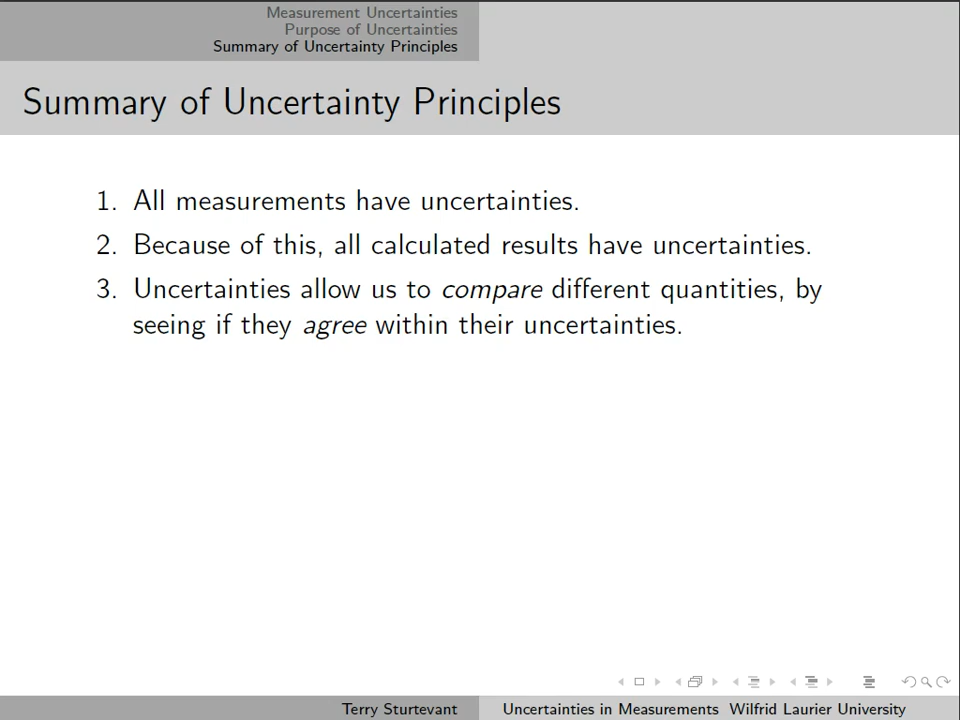 Measurement Uncertainties
Purpose of Uncertainties
Summary of Uncertainty Principles
Summary of Uncertainty Principles
1. All measurements have uncertainties.
2. Because of this, all calculated results have uncertainties.
3. Uncertainties allow us to compare different quantities, by
seeing if they agree within their uncertainties.
Terry Sturtevant
Uncertainties in Measurements Wilfrid Laurier University